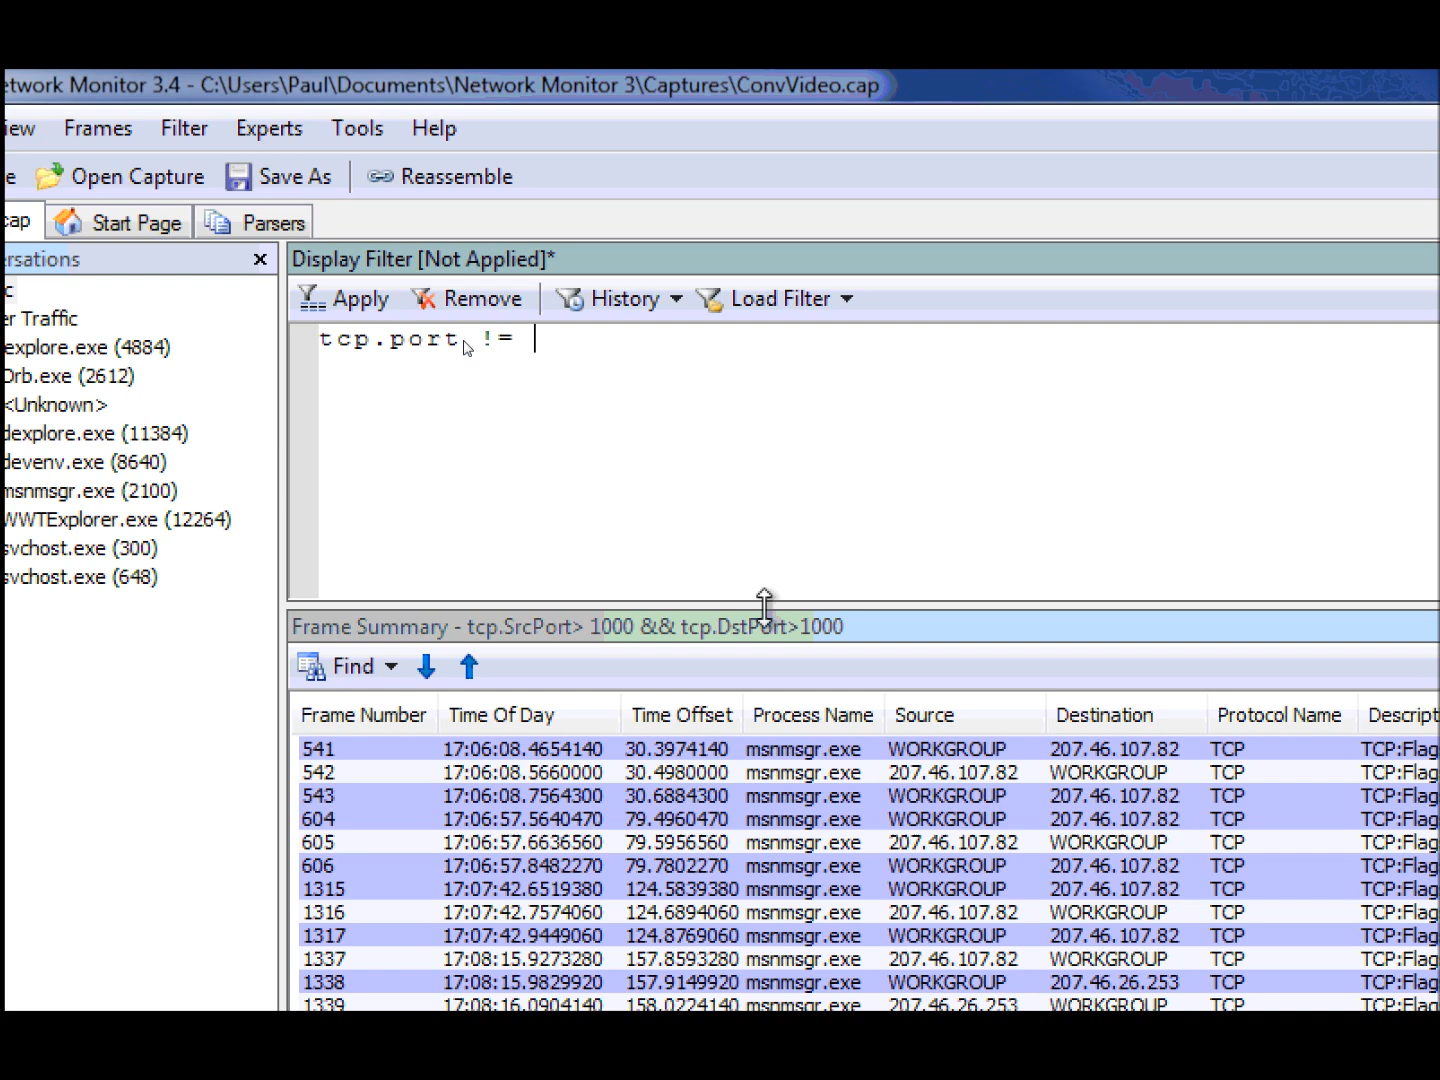 etwork Monitor 3.4 - C:\Users\Paul\Documents\Network Monitor 3\Captures\ConvVideo.cap
iew Frames Filter Experts Tools Help
e Open Capture Save As Reassemble
cap Start Page Parsers
rsations
c
er Traffic
explore.exe (4884)
Orb.exe (2612)
<Unknown>
dexplore.exe (11384)
devenv.exe (8640)
msnmsgr.exe (2100)
WWTExplorer.exe (12264)
svchost.exe (300)
svchost.exe (648)
Display Filter [Not Applied]*
Apply Remove History Load Filter
tcp.port !=
Frame Summary - tcp.SrcPort> 1000 && tcp.DstPort>1000
Find
Frame Number Time Of Day Time Offset Process Name Source Destination Protocol Name Descript
541 17:06:08.4654140 30.3974140 msnmsgr.exe WORKGROUP 207.46.107.82 TCP TCP:Flag
542 17:06:08.5660000 30.4980000 msnmsgr.exe 207.46.107.82 WORKGROUP TCP TCP:Flag
543 17:06:08.7564300 30.6884300 msnmsgr.exe WORKGROUP 207.46.107.82 TCP TCP:Flag
604 17:06:57.5640470 79.4960470 msnmsgr.exe WORKGROUP 207.46.107.82 TCP TCP:Flag
605 17:06:57.6636560 79.5956560 msnmsgr.exe 207.46.107.82 WORKGROUP TCP TCP:Flag
606 17:06:57.8482270 79.7802270 msnmsgr.exe WORKGROUP 207.46.107.82 TCP TCP:Flag
1315 17:07:42.6519380 124.5839380 msnmsgr.exe WORKGROUP 207.46.107.82 TCP TCP:Flag
1316 17:07:42.7574060 124.6894060 msnmsgr.exe 207.46.107.82 WORKGROUP TCP TCP:Flag
1317 17:07:42.9449060 124.8769060 msnmsgr.exe WORKGROUP 207.46.107.82 TCP TCP:Flag
1337 17:08:15.9273280 157.8593280 msnmsgr.exe 207.46.107.82 WORKGROUP TCP TCP:Flag
1338 17:08:15.9829920 157.9149920 msnmsgr.exe WORKGROUP 207.46.26.253 TCP TCP:Flag
1339 17:08:16.0904140 158.0224140 msnmsgr.exe 207.46.26.253 WORKGROUP TCP TCP:Flag